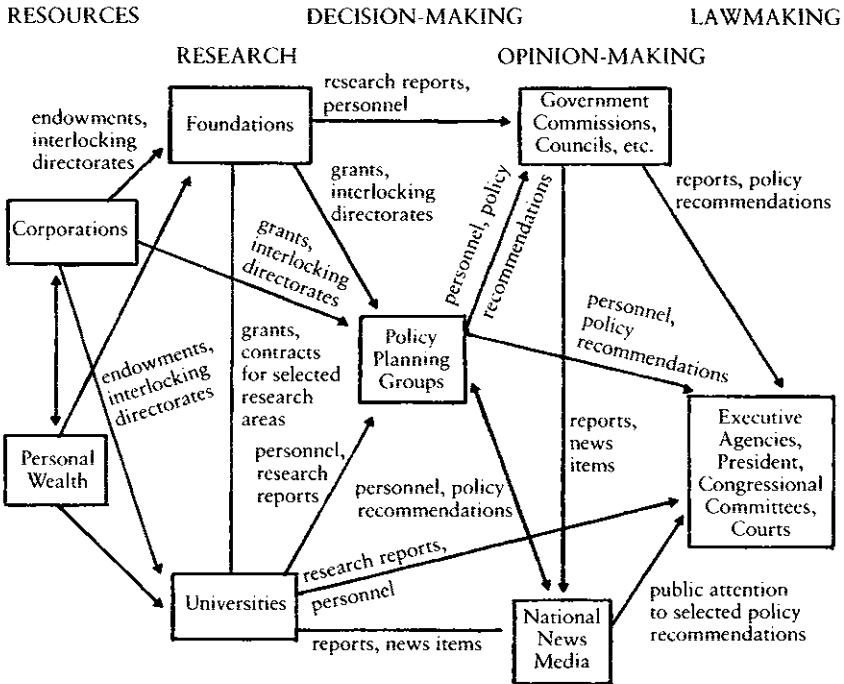 RESOURCES
DECISION-MAKING
LAWMAKING
RESEARCH
OPINION-MAKING
endowments,
interlocking
directorates
Foundations
research reports,
personnel
Government
Commissions,
Councils, etc.
grants,
interlocking
directorates
reports, policy
recommendations
Corporations
grants,
interlocking
directorates
personnel, policy
recommendations
Policy
Planning
Groups
personnel,
policy
recommendations
endowments,
interlocking
directorates
grants,
contracts
for selected
research
areas
Personal
Wealth
personnel,
research
reports
personnel, policy
recommendations
reports,
news
items
Executive
Agencies,
President,
Congressional
Committees,
Courts
Universities
research reports,
personnel
reports, news items
National
News
Media
public attention
to selected policy
recommendations